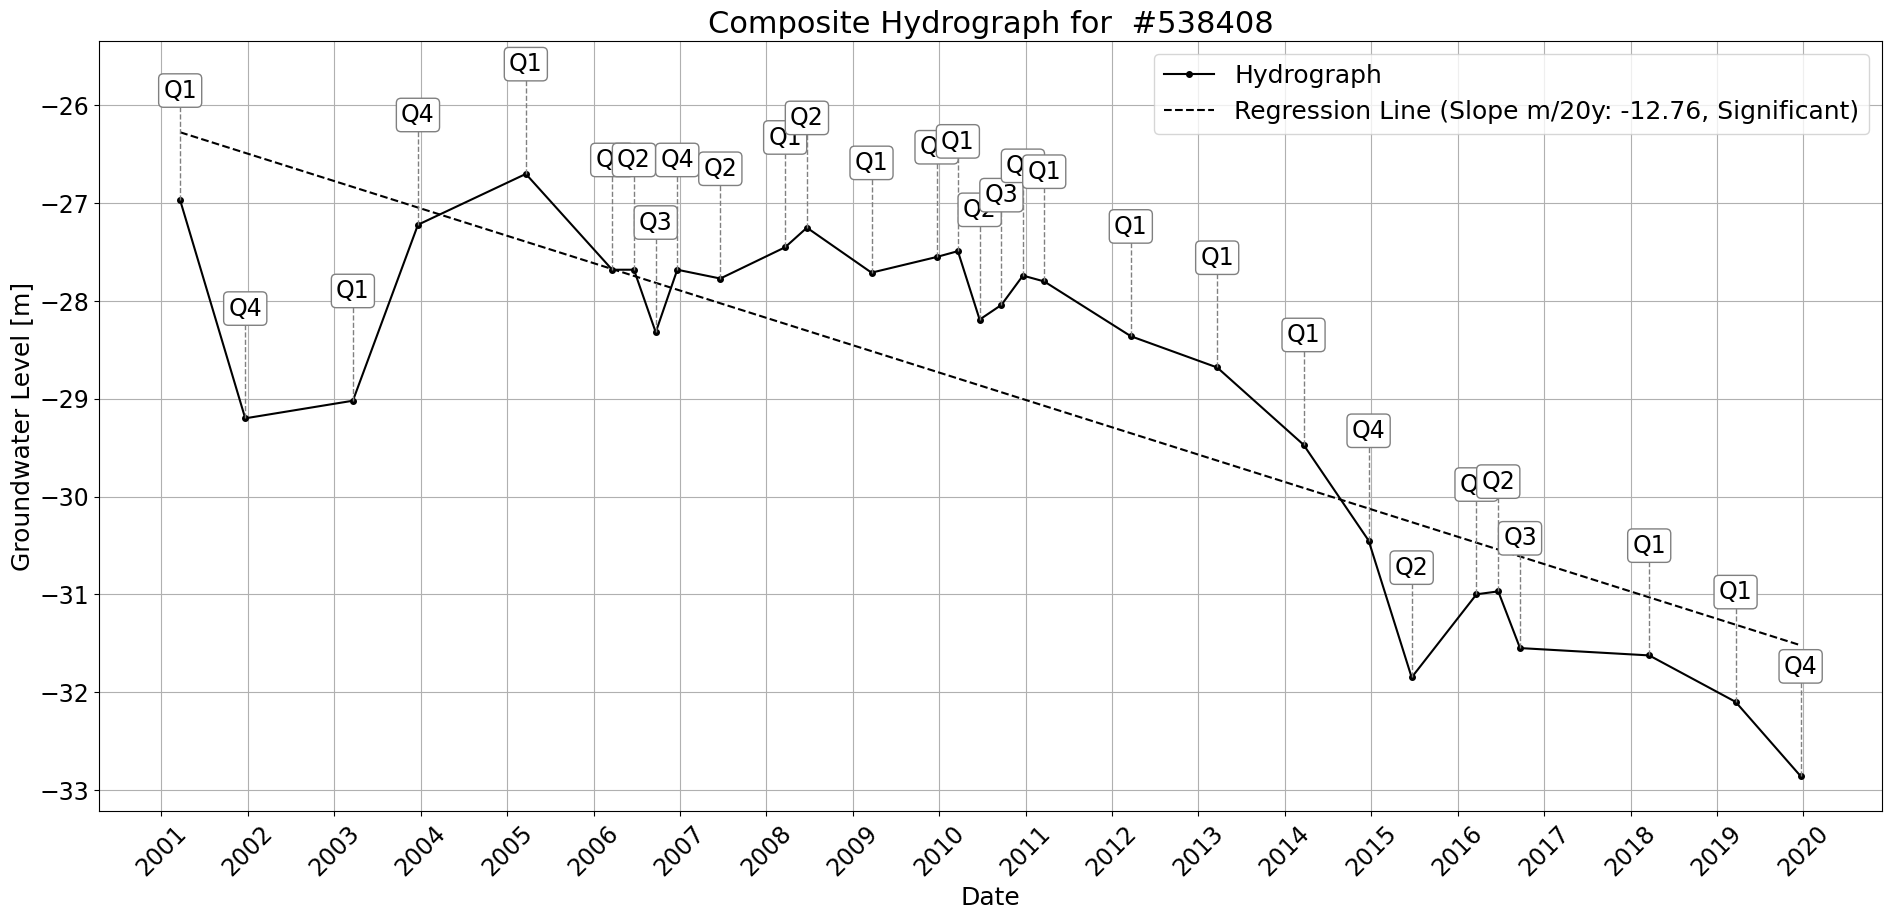 Composite Hydrograph for  #538408
Hydrograph
Regression Line (Slope m/20y: -12.76, Significant)
Groundwater Level [m]
−26
−27
−28
−29
−30
−31
−32
−33
Q1
Q4
Q1
Q4
Q1
Q
Q2
Q3
Q4
Q2
Q1
Q2
Q1
Q
Q1
Q2
Q3
Q
Q1
Q1
Q1
Q1
Q4
Q2
Q
Q2
Q3
Q1
Q1
Q4
2001
2002
2003
2004
2005
2006
2007
2008
2009
2010
2011
2012
2013
2014
2015
2016
2017
2018
2019
2020
Date